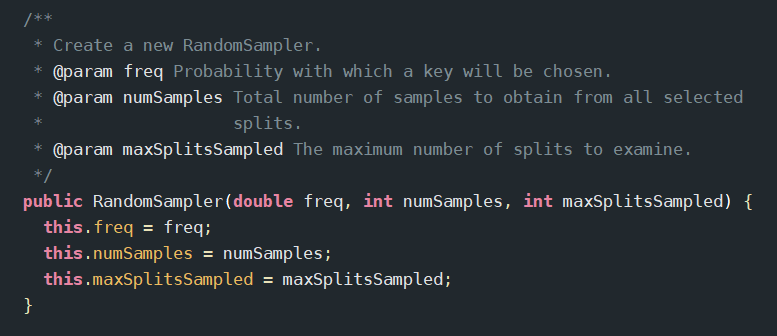 /**
 * Create a new RandomSampler.
 * @param freq Probability with which a key will be chosen.
 * @param numSamples Total number of samples to obtain from all selected
 *                   splits.
 * @param maxSplitsSampled The maximum number of splits to examine.
 */
public RandomSampler(double freq, int numSamples, int maxSplitsSampled) {
  this.freq = freq;
  this.numSamples = numSamples;
  this.maxSplitsSampled = maxSplitsSampled;
}